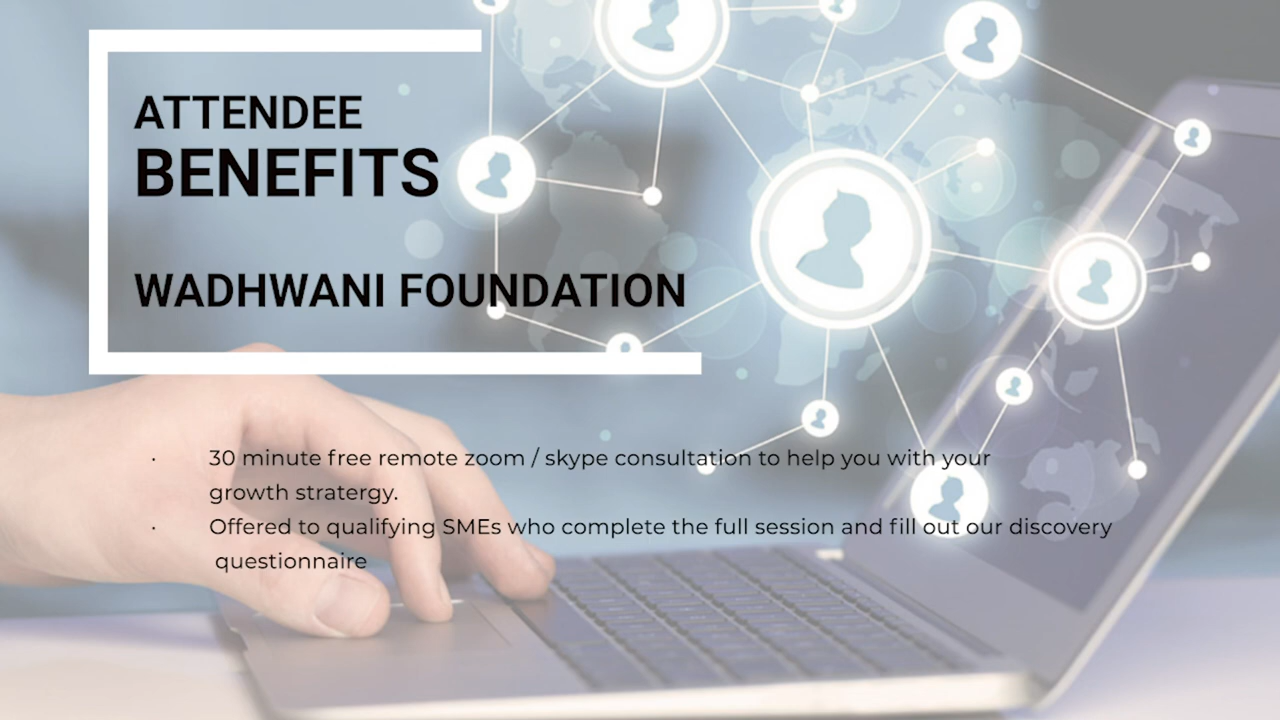 ATTENDEE
BENEFITS
WADHWANI FOUNDATION
· 30 minute free remote zoom / skype consultation to help you with your
growth stratergy.
· Offered to qualifying SMEs who complete the full session and fill out our discovery
questionnaire